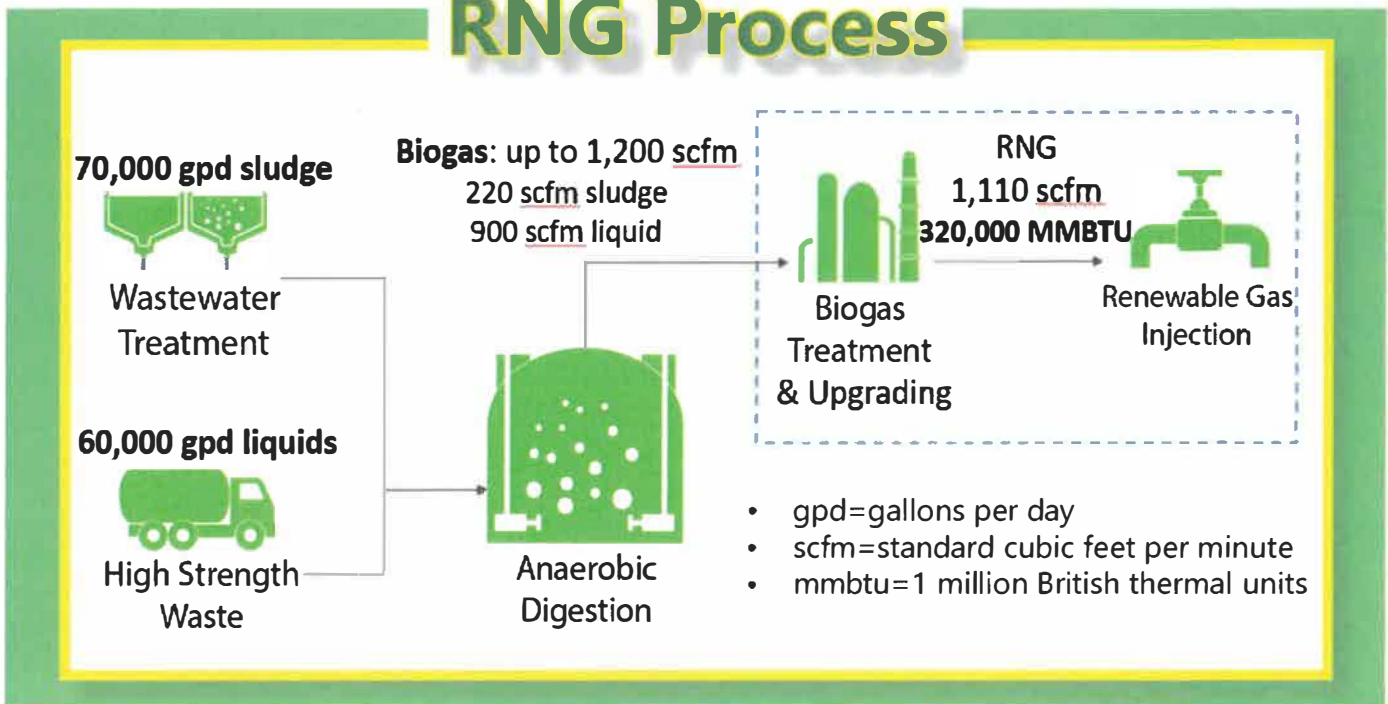 RNG Process
70,000 gpd sludge
Wastewater
Treatment
60,000 gpd liquids
High Strength
Waste
Biogas: up to 1,200 scfm
220 scfm sludge
900 scfm liquid
Anaerobic
Digestion
Biogas
Treatment
& Upgrading
RNG
1,110 scfm
320,000 MMBTU
Renewable Gas
Injection
• gpd=gallons per day
• scfm=standard cubic feet per minute
• mmbtu=1 million British thermal units